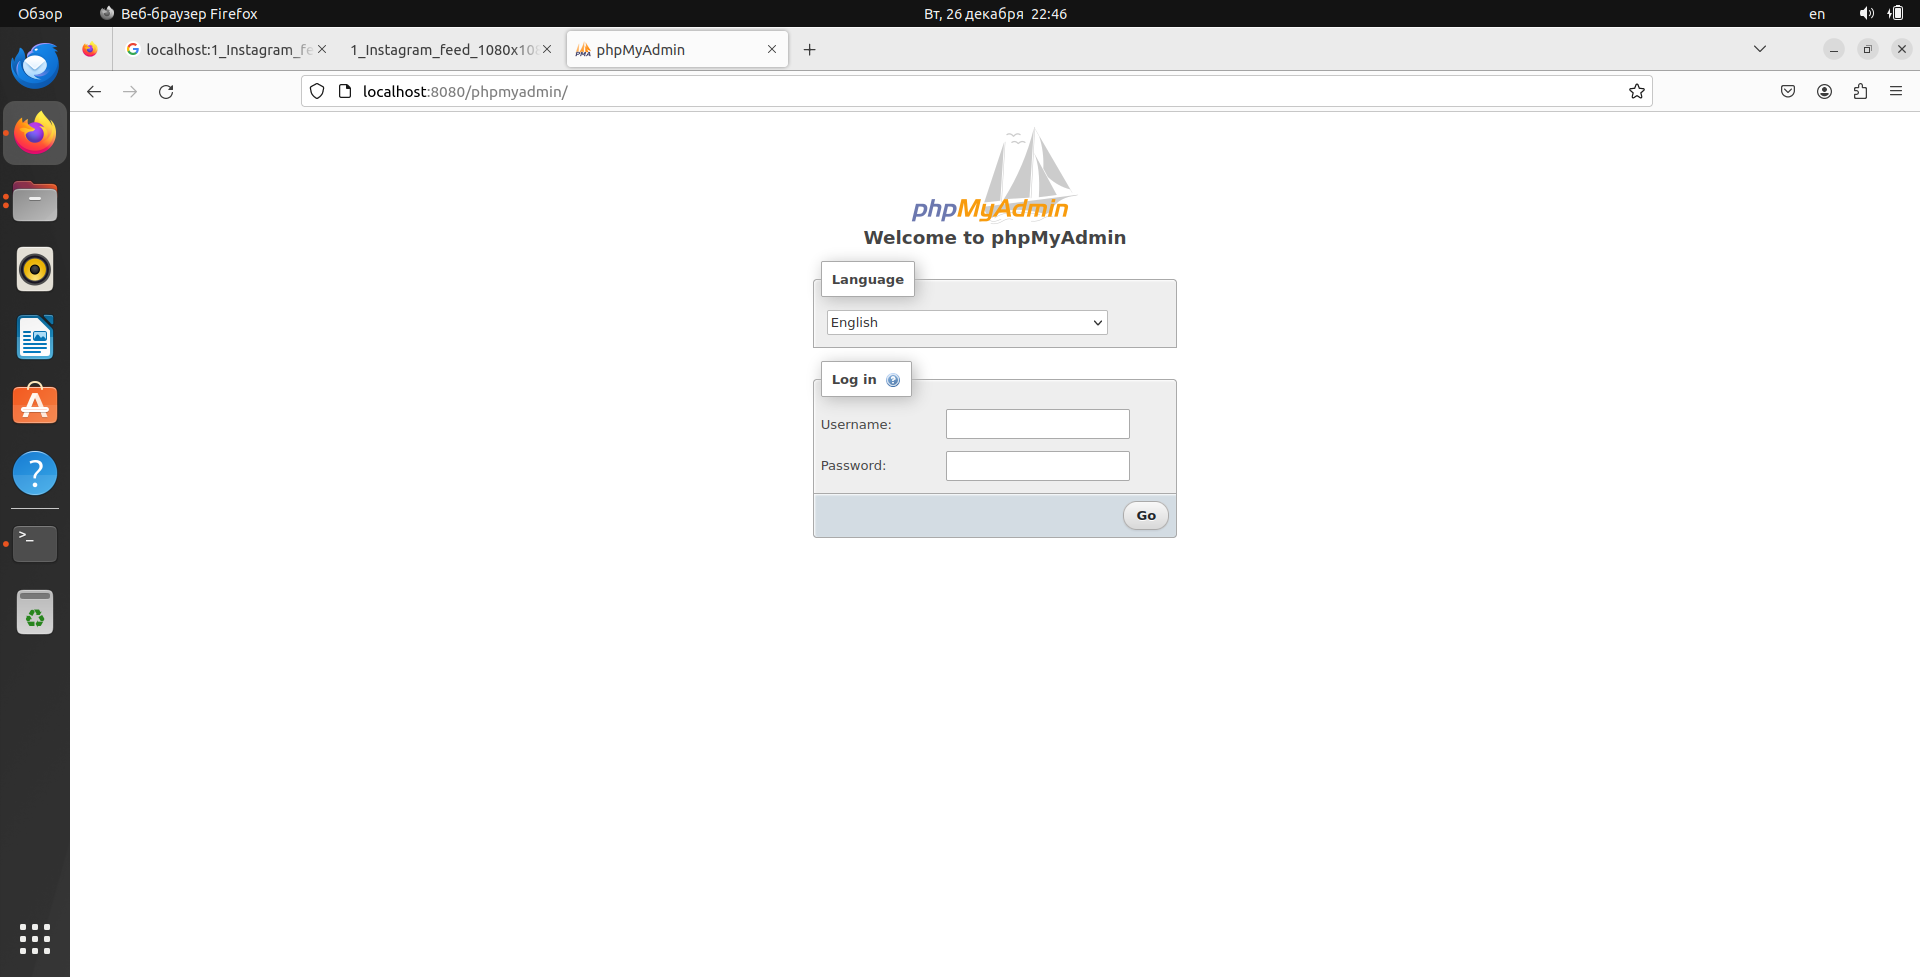 Обзор
Веб-браузер Firefox
Вт, 26 декабря 22:46
en
localhost:1_Instagram_fe
1_Instagram_feed_1080x108
phpMyAdmin
localhost:8080/phpmyadmin/
phpMyAdmin
Welcome to phpMyAdmin
Language
English
Log in
Username:
Password:
Go